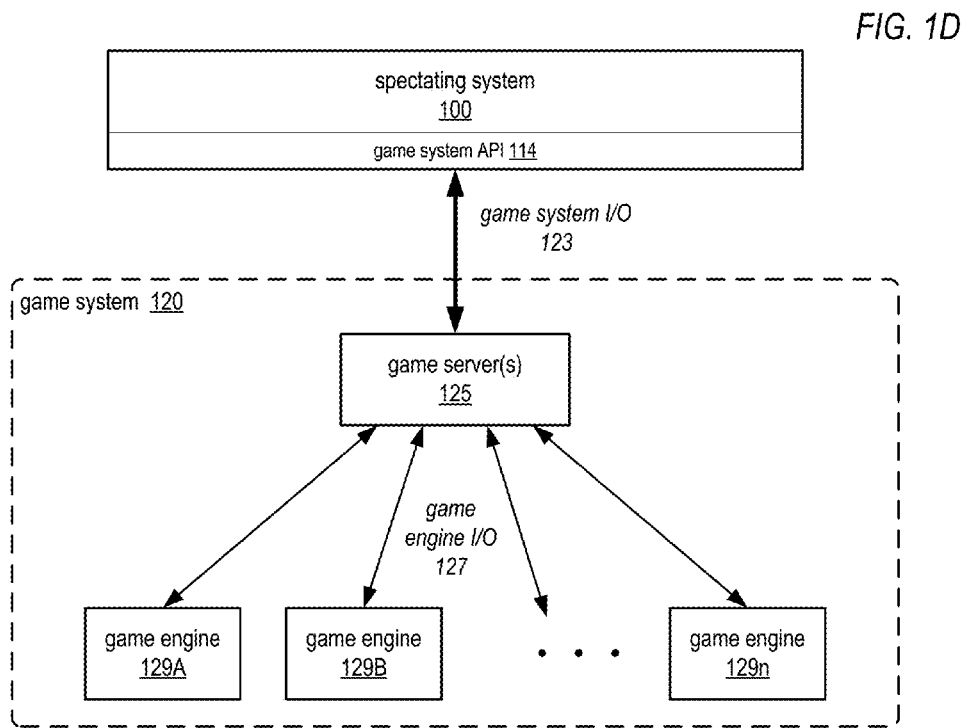 FIG. 1D
spectating system
100
game system API 114
game system I/O
123
game system 120
game server(s)
125
game
engine I/O
127
game engine
129A
game engine
129B
game engine
129n